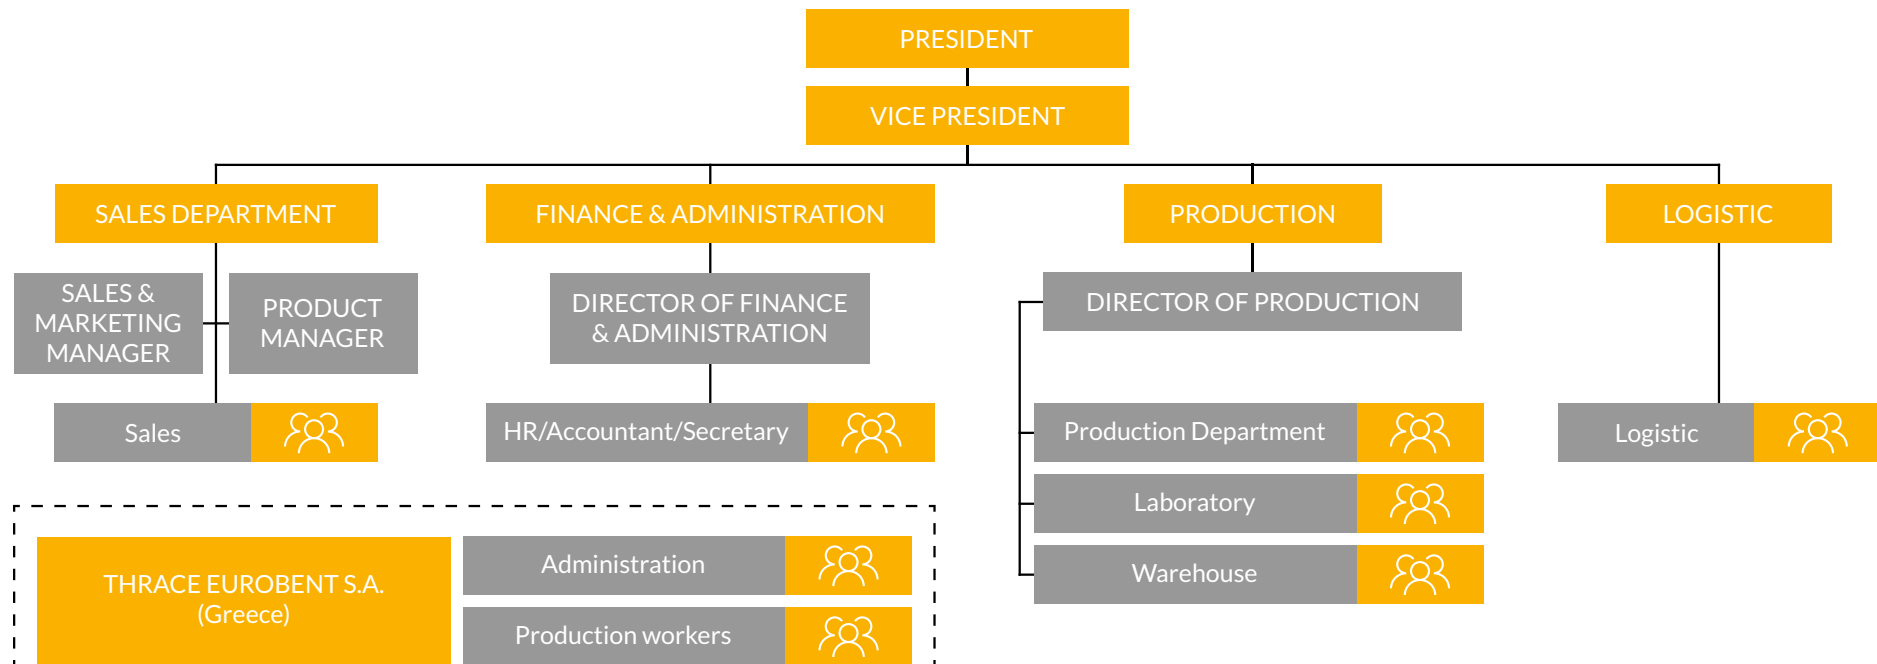 PRESIDENT
VICE PRESIDENT
SALES DEPARTMENT
FINANCE & ADMINISTRATION
PRODUCTION
LOGISTIC
SALES &
MARKETING
MANAGER
PRODUCT
MANAGER
DIRECTOR OF FINANCE
& ADMINISTRATION
DIRECTOR OF PRODUCTION
Sales
HR/Accountant/Secretary
Production Department
Logistic
Laboratory
Warehouse
THRACE EUROBENT S.A.
(Greece)
Administration
Production workers